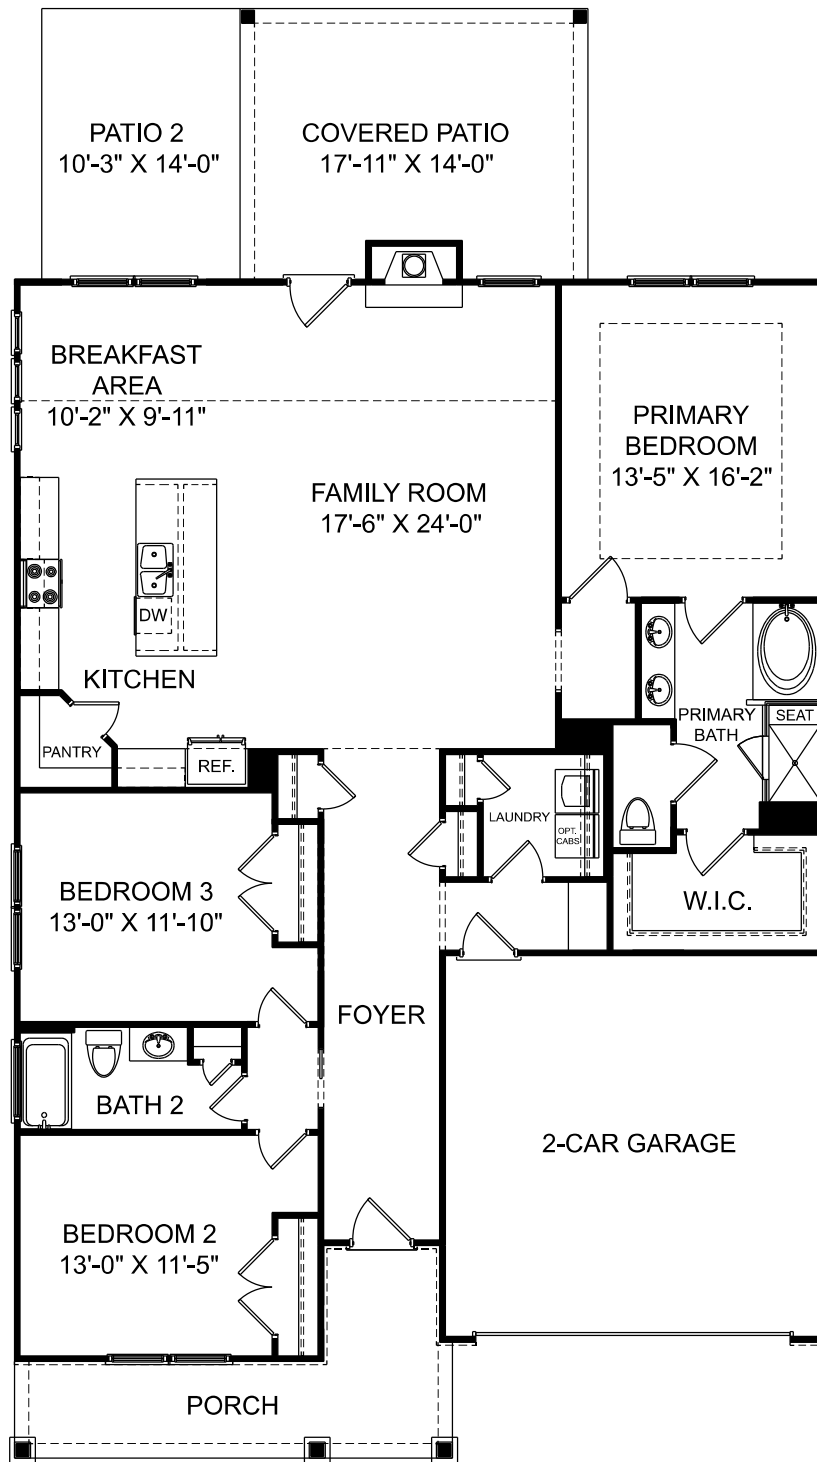 PATIO 2
10'-3" X 14'-0"
COVERED PATIO
17'-11" X 14'-0"
BREAKFAST
AREA
10'-2" X 9'-11"
PRIMARY
BEDROOM
13'-5" X 16'-2"
FAMILY ROOM
17'-6" X 24'-0"
DW
KITCHEN
PRIMARY
BATH
SEAT
PANTRY
REF.
LAUNDRY
OPT.
CABS
BEDROOM 3
13'-0" X 11'-10"
W.I.C.
FOYER
BATH 2
2-CAR GARAGE
BEDROOM 2
13'-0" X 11'-5"
PORCH